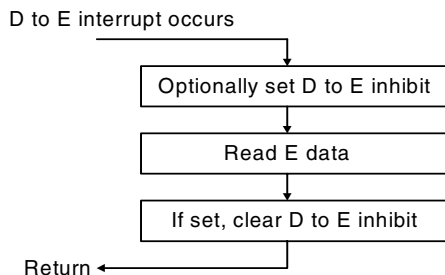 D to E interrupt occurs
Optionally set D to E inhibit
Read E data
If set, clear D to E inhibit
Return